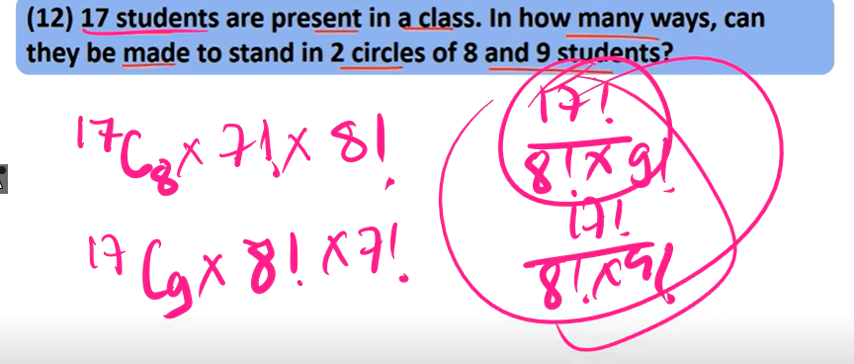 (12) 17 students are present in a class. In how many ways, can
they be made to stand in 2 circles of 8 and 9 students?
¹⁷C₈ × 7! × 8!
17!
8! × 9!
¹⁷C₉ × 8! × 7!
17!
8! × 9!